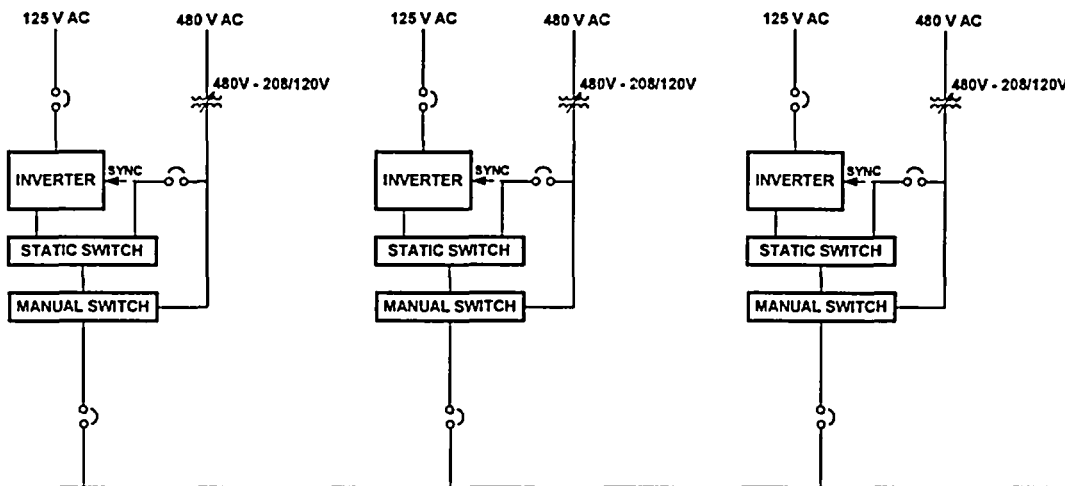 125 V AC 480 V AC 125 V AC 480 V AC 125 V AC 480 V AC
480V - 208/120V 480V - 208/120V 480V - 208/120V
INVERTER SYNC INVERTER SYNC INVERTER SYNC
STATIC SWITCH STATIC SWITCH STATIC SWITCH
MANUAL SWITCH MANUAL SWITCH MANUAL SWITCH